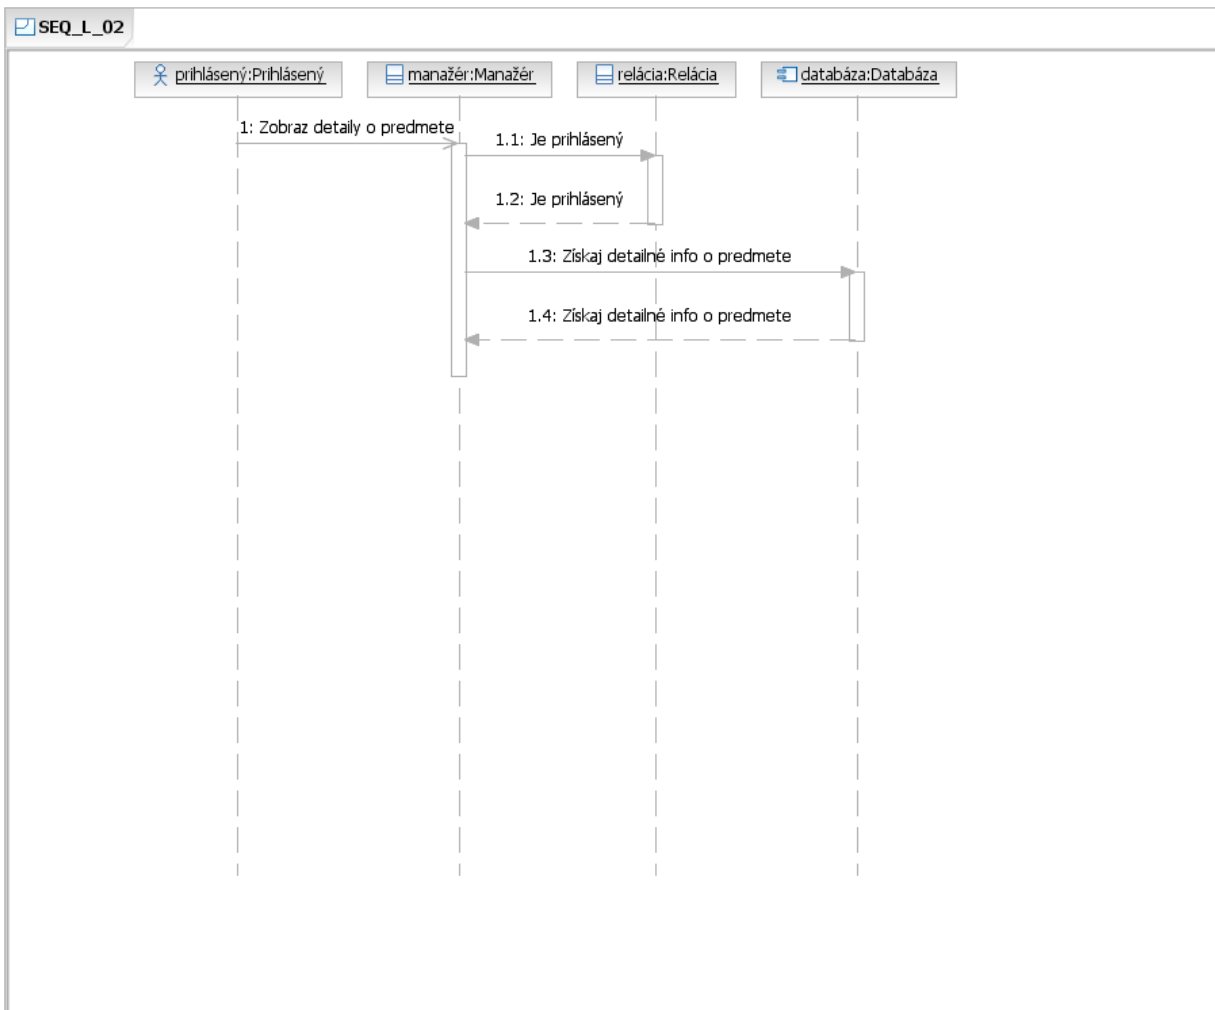 SEQ_L_02
prihlásený:Prihlásený
manažér:Manažér
relácia:Relácia
databáza:Databáza
1: Zobraz detaily o predmete
1.1: Je prihlásený
1.2: Je prihlásený
1.3: Získaj detailné info o predmete
1.4: Získaj detailné info o predmete